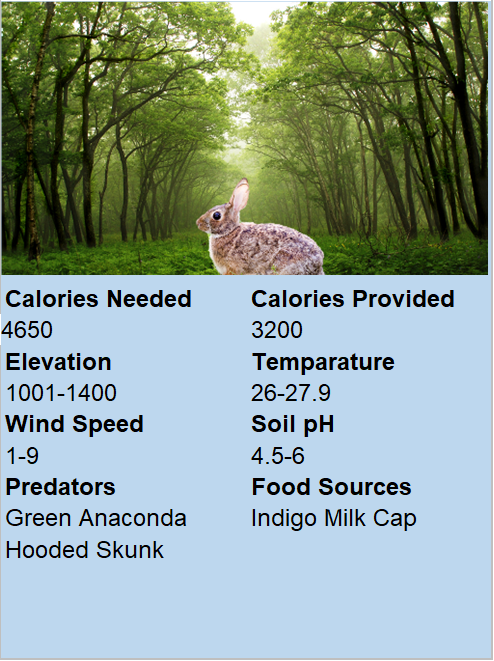 Calories Needed
Calories Provided
4650
3200
Elevation
Temparature
1001-1400
26-27.9
Wind Speed
Soil pH
1-9
4.5-6
Predators
Food Sources
Green Anaconda
Indigo Milk Cap
Hooded Skunk